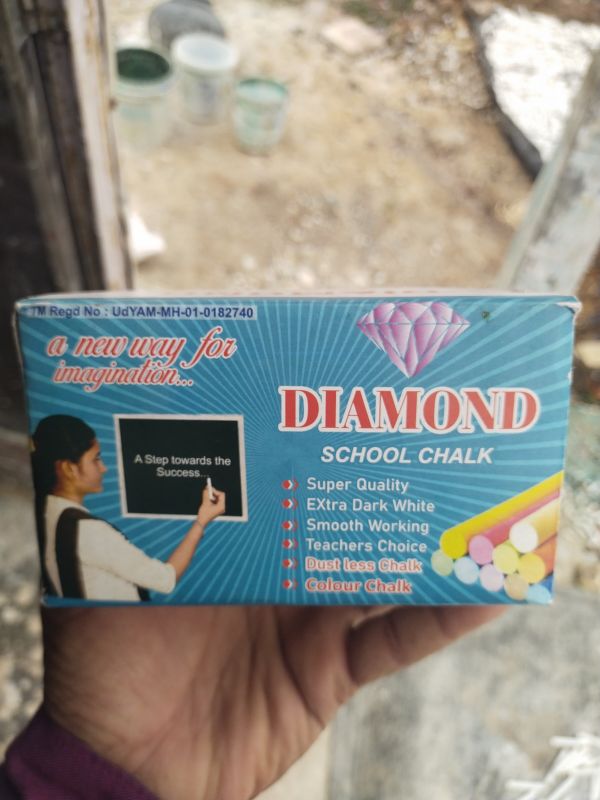 TM Regd No : UdYAM-MH-01-0182740
a new way for
imagination...
DIAMOND
SCHOOL CHALK
A Step towards the
Success...
Super Quality
EXtra Dark White
Smooth Working
Teachers Choice
Dust less Chalk
Colour Chalk